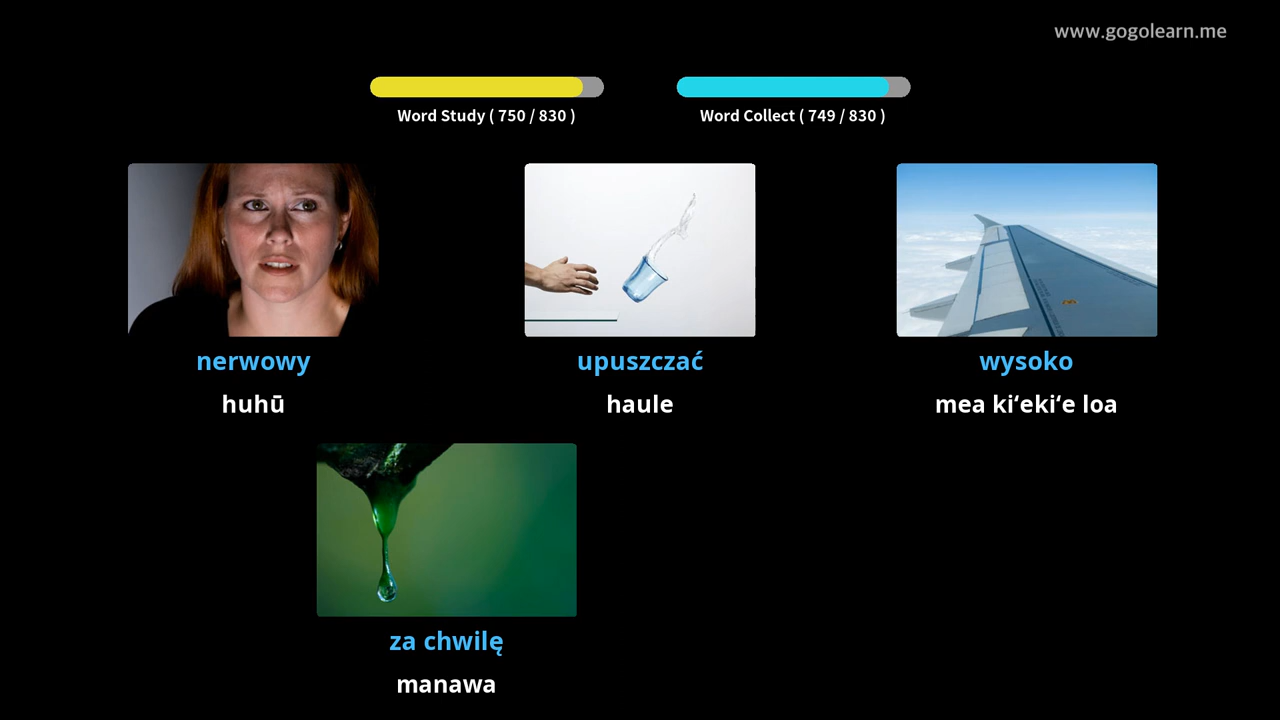 www.gogolearn.me
Word Study ( 750 / 830 )
Word Collect ( 749 / 830 )
nerwowy
upuszczać
wysoko
huhū
haule
mea kiʻekiʻe loa
za chwilę
manawa